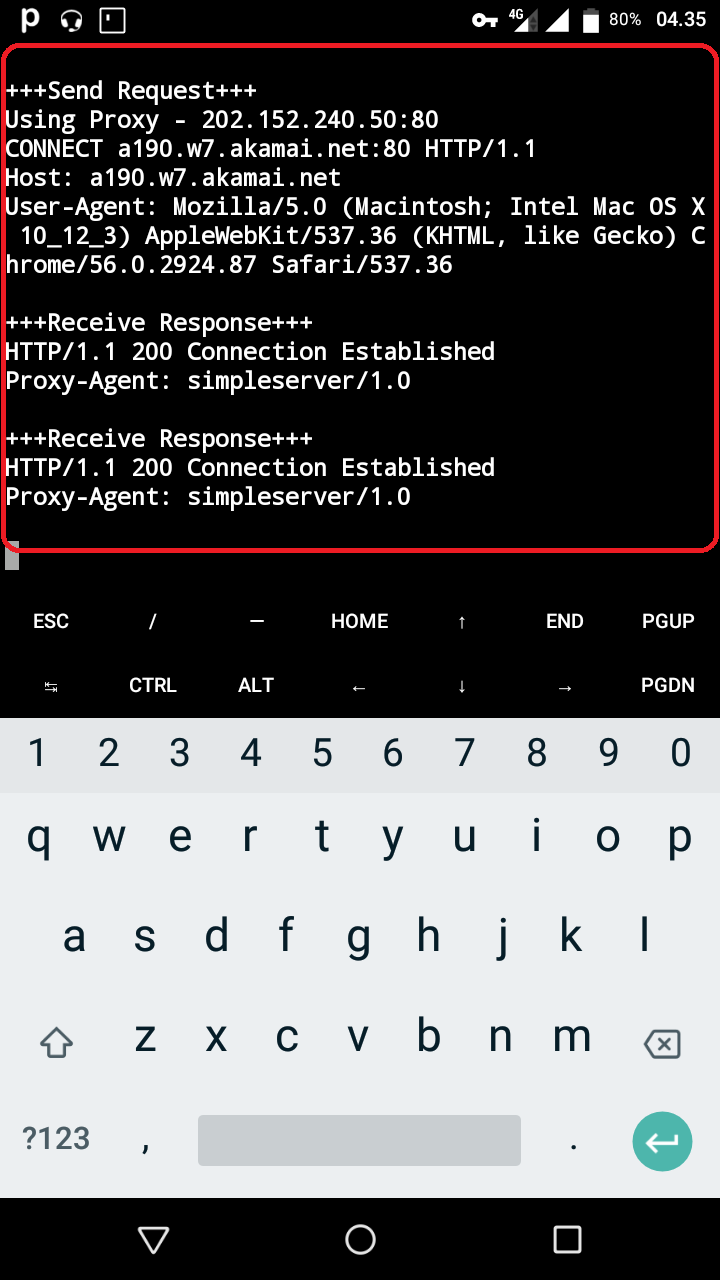 4G 80% 04.35
+++Send Request+++
Using Proxy - 202.152.240.50:80
CONNECT a190.w7.akamai.net:80 HTTP/1.1
Host: a190.w7.akamai.net
User-Agent: Mozilla/5.0 (Macintosh; Intel Mac OS X
10_12_3) AppleWebKit/537.36 (KHTML, like Gecko) C
hrome/56.0.2924.87 Safari/537.36
+++Receive Response+++
HTTP/1.1 200 Connection Established
Proxy-Agent: simpleserver/1.0
+++Receive Response+++
HTTP/1.1 200 Connection Established
Proxy-Agent: simpleserver/1.0
ESC / — HOME ↑ END PGUP
↹ CTRL ALT ← ↓ → PGDN
1 2 3 4 5 6 7 8 9 0
q w e r t y u i o p
a s d f g h j k l
z x c v b n m
?123 , .